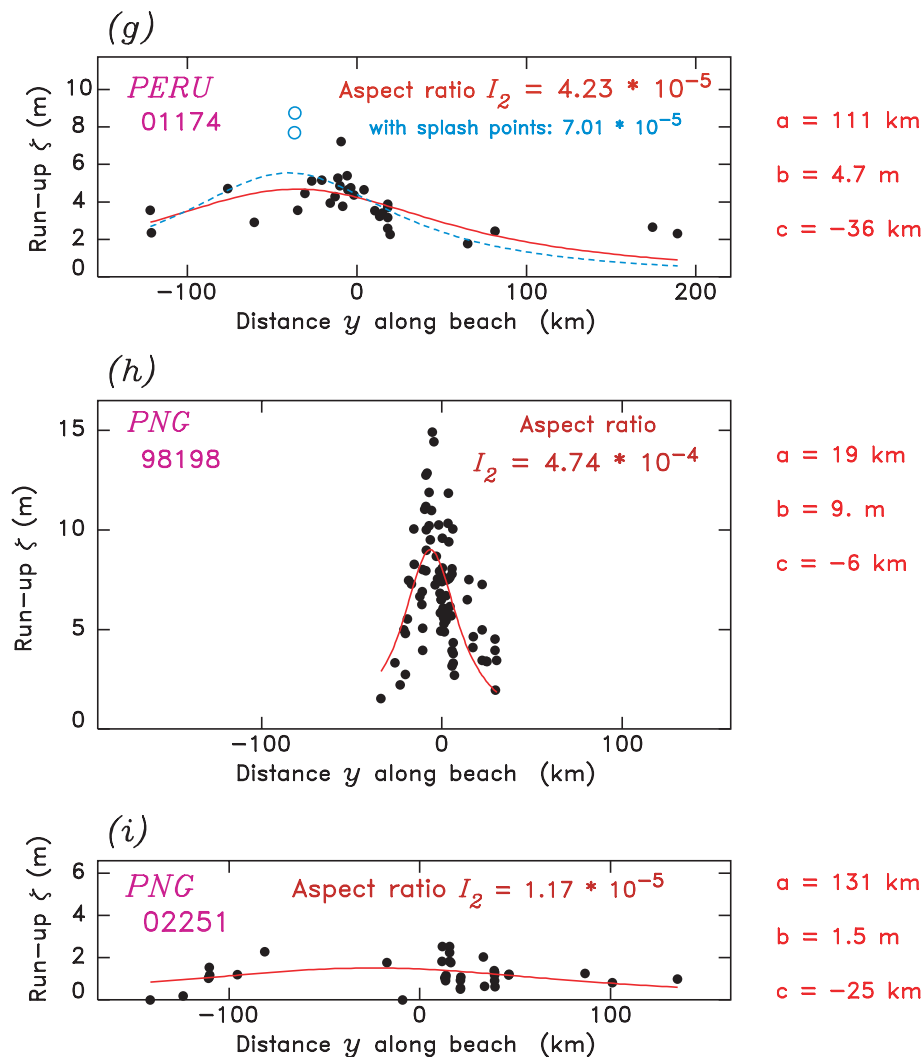 (g)
PERU
01174
Aspect ratio I₂ = 4.23 * 10⁻⁵
with splash points: 7.01 * 10⁻⁵
Run−up ζ (m)
10
8
6
4
2
0
−100
0
100
200
Distance y along beach (km)
a = 111 km
b = 4.7 m
c = −36 km
(h)
PNG
98198
Aspect ratio
I₂ = 4.74 * 10⁻⁴
Run−up ζ (m)
15
10
5
0
−100
0
100
Distance y along beach (km)
a = 19 km
b = 9. m
c = −6 km
(i)
PNG
02251
Aspect ratio I₂ = 1.17 * 10⁻⁵
Run−up ζ (m)
6
4
2
0
−100
0
100
Distance y along beach (km)
a = 131 km
b = 1.5 m
c = −25 km